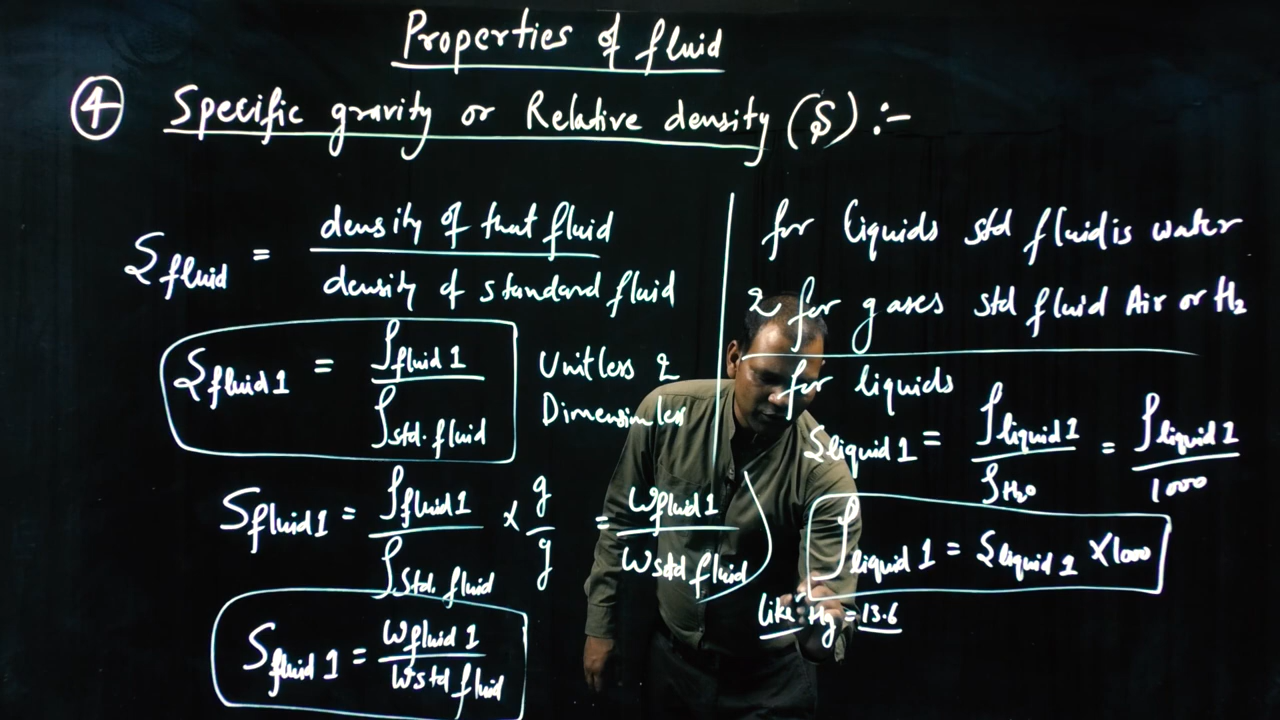 Properties of fluid
④ Specific gravity or Relative density (S) :-
S fluid = density of that fluid / density of standard fluid
S fluid 1 = ρ fluid 1 / ρ std. fluid
Unitless &
Dimensionless
S fluid 1 = ρ fluid 1 / ρ Std. fluid × g / g = W fluid 1 / W std fluid
S fluid 1 = W fluid 1 / W std fluid
for liquids std fluid is water
& for gases std fluid Air or H₂
for liquids
S liquid 1 = ρ liquid 1 / ρ H₂O = ρ liquid 1 / 1000
ρ liquid 1 = S liquid 1 × 1000
like Hg = 13.6